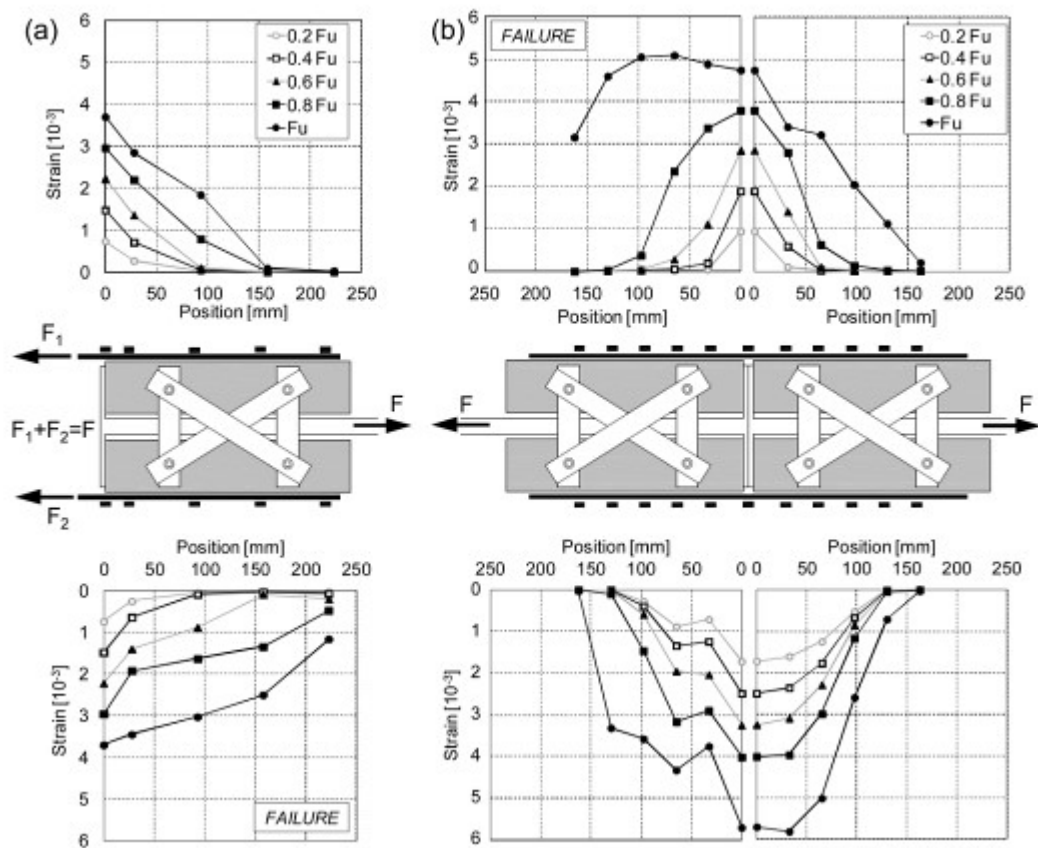 (a)
6
5
4
3
2
1
0
Strain [10⁻³]
0.2 Fu
0.4 Fu
0.6 Fu
0.8 Fu
Fu
0 50 100 150 200 250
Position [mm]
(b)
FAILURE
6
5
4
3
2
1
0
Strain [10⁻³]
0.2 Fu
0.4 Fu
0.6 Fu
0.8 Fu
Fu
250 200 150 100 50 0 0 50 100 150 200 250
Position [mm] Position [mm]
F₁
F₁+F₂=F
F
F₂
F F
Position [mm]
0 50 100 150 200 250
0
1
2
3
4
5
6
Strain [10⁻³]
FAILURE
Position [mm] Position [mm]
250 200 150 100 50 0 0 50 100 150 200 250
0
1
2
3
4
5
6
Strain [10⁻³]